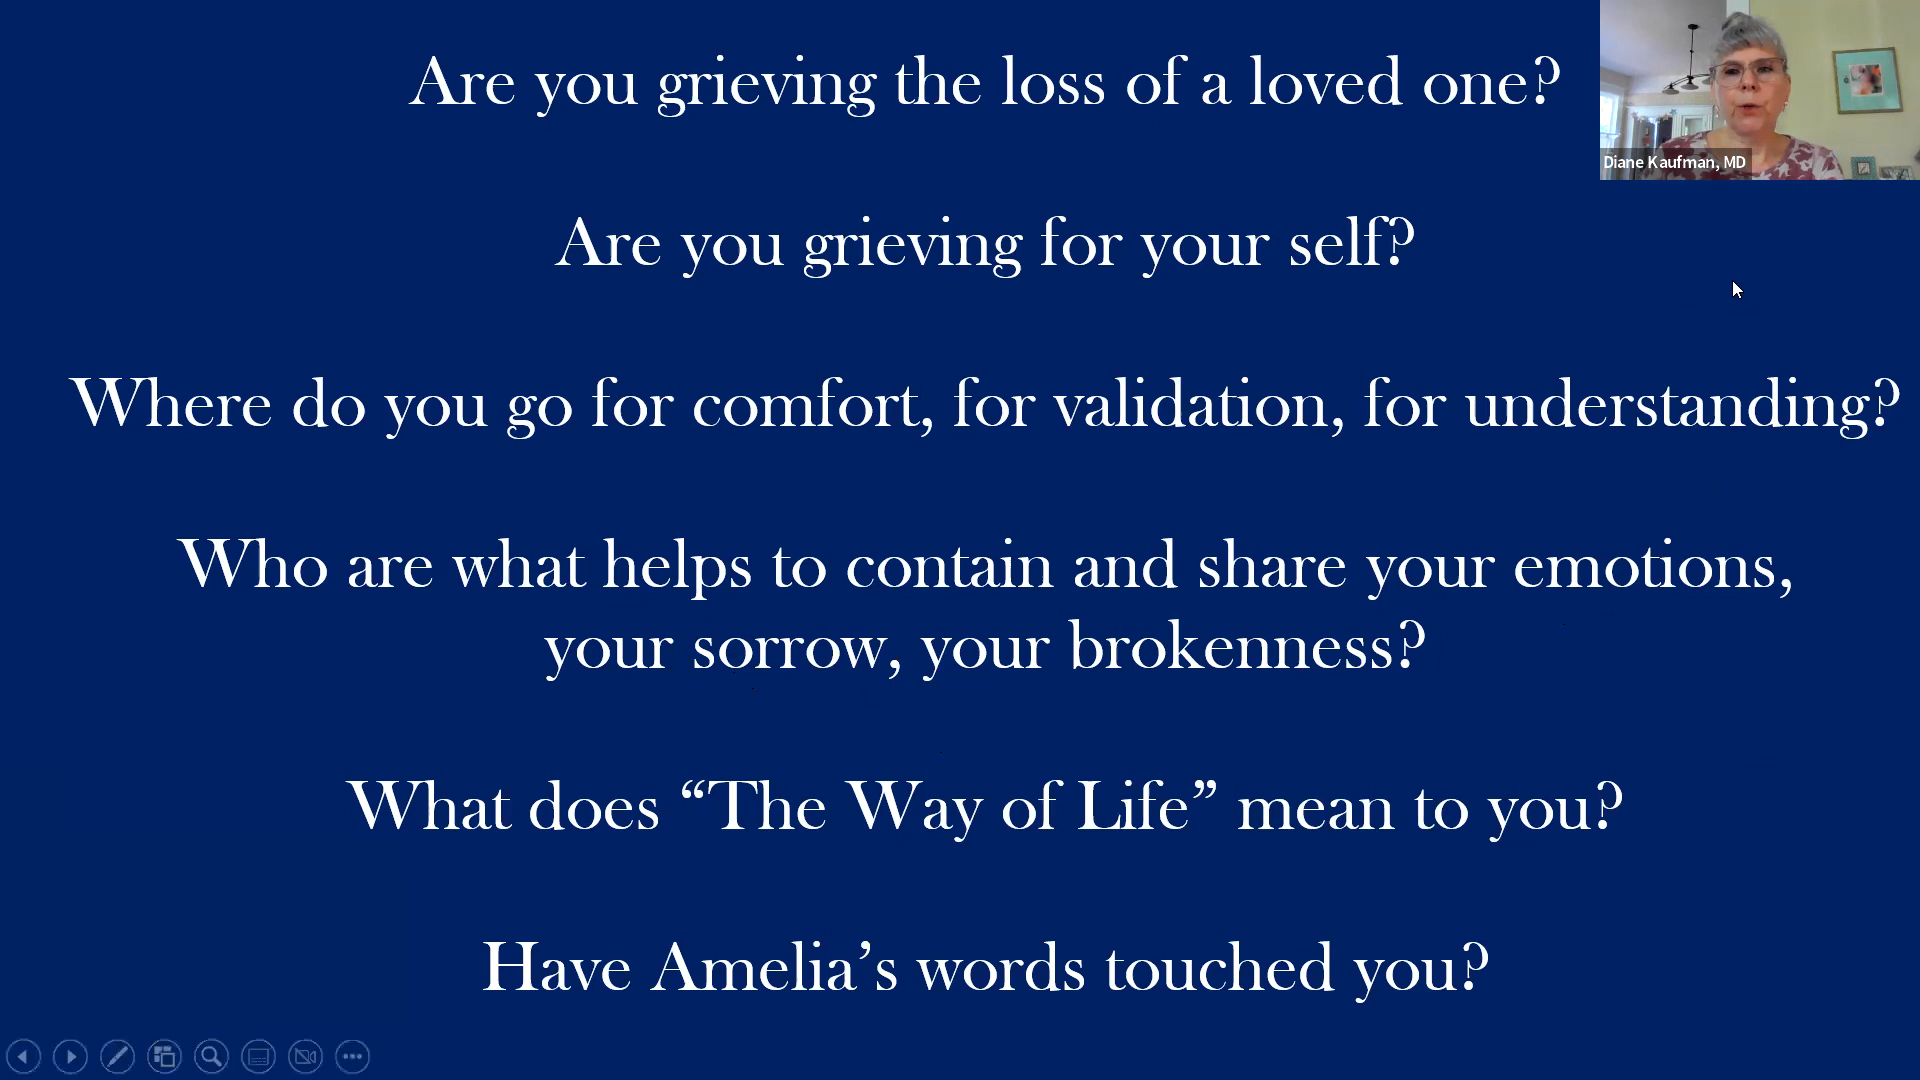 Are you grieving the loss of a loved one?
Diane Kaufman, MD
Are you grieving for your self?
Where do you go for comfort, for validation, for understanding?
Who are what helps to contain and share your emotions,
your sorrow, your brokenness?
What does “The Way of Life” mean to you?
Have Amelia’s words touched you?